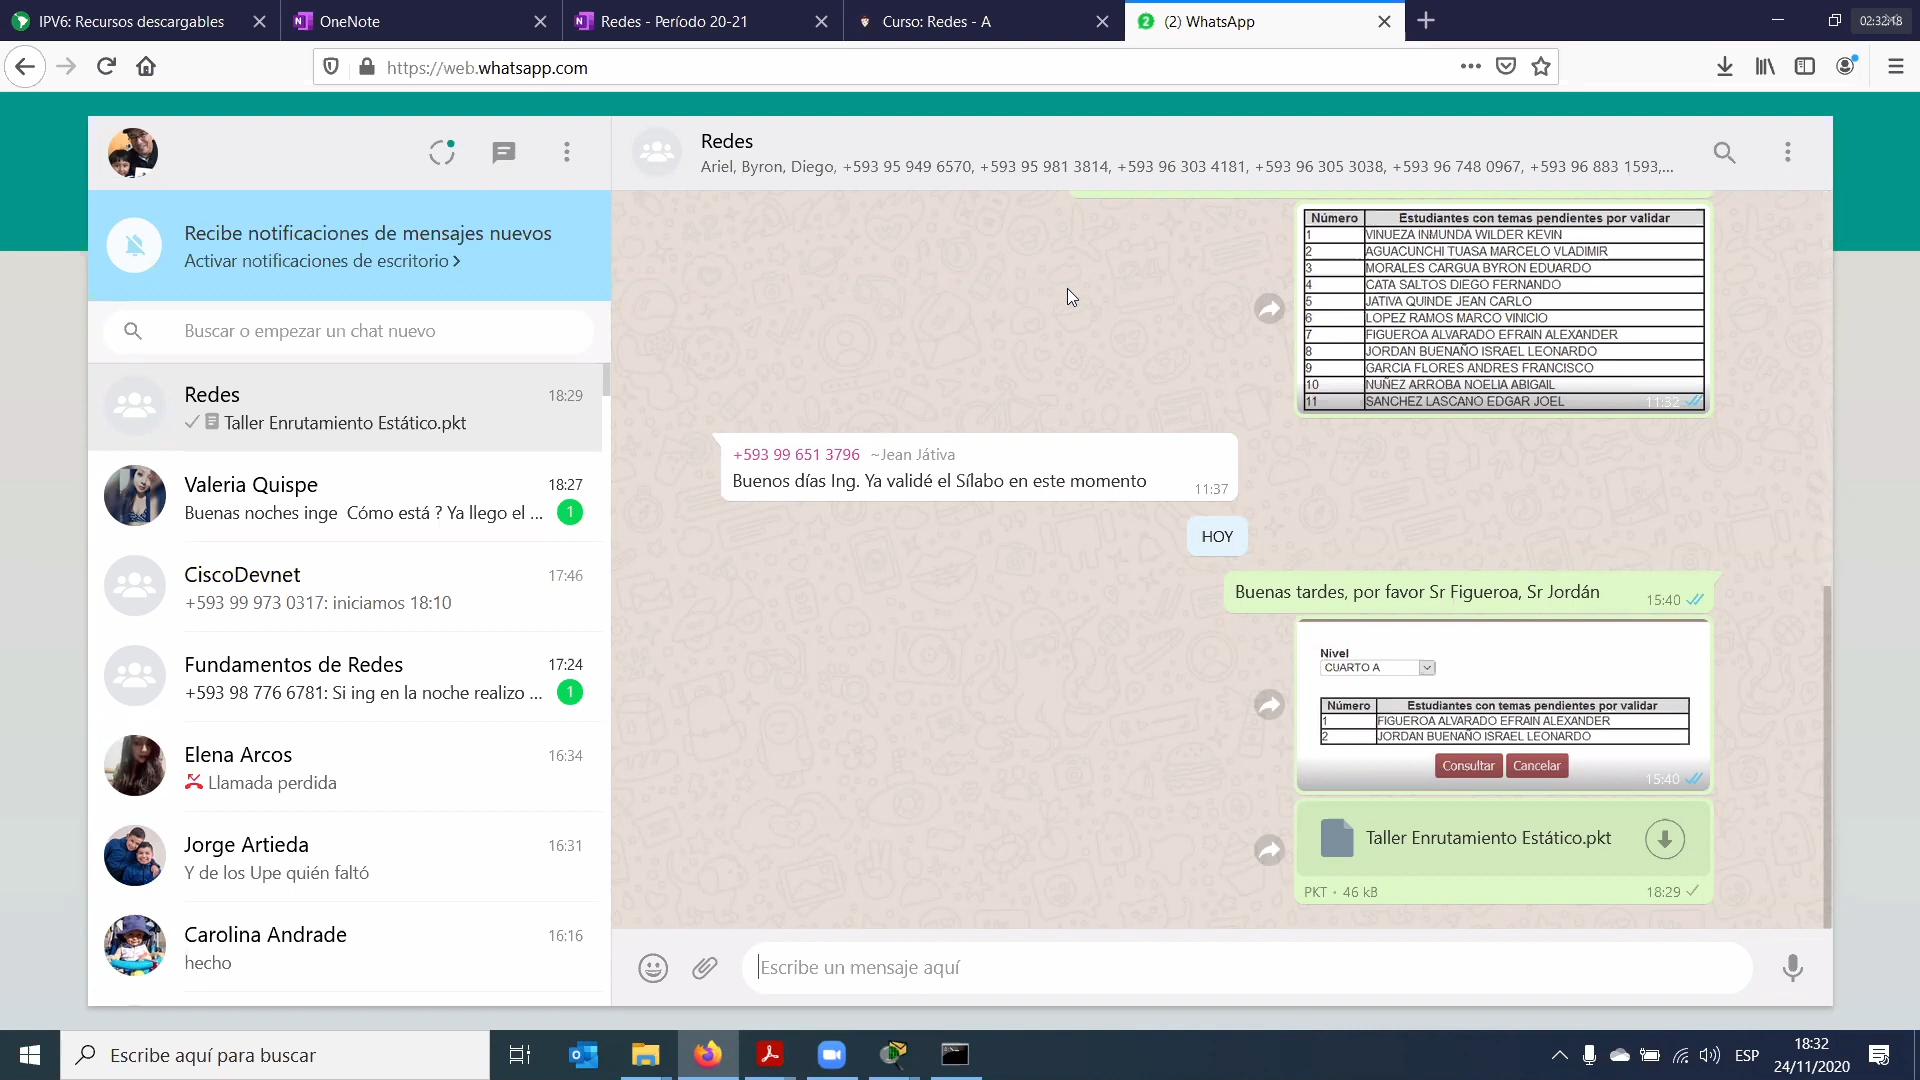 IPV6: Recursos descargables
OneNote
Redes - Período 20-21
Curso: Redes - A
2
(2) WhatsApp
https://web.whatsapp.com
Redes
Ariel, Byron, Diego, +593 95 949 6570, +593 95 981 3814, +593 96 303 4181, +593 96 305 3038, +593 96 748 0967, +593 96 883 1593,...
Recibe notificaciones de mensajes nuevos
Activar notificaciones de escritorio
Buscar o empezar un chat nuevo
Redes
18:29
Taller Enrutamiento Estático.pkt
Valeria Quispe
18:27
Buenas noches inge Cómo está ? Ya llego el ...
1
CiscoDevnet
17:46
+593 99 973 0317: iniciamos 18:10
Fundamentos de Redes
17:24
+593 98 776 6781: Si ing en la noche realizo ...
1
Elena Arcos
16:34
Llamada perdida
Jorge Artieda
16:31
Y de los Upe quién faltó
Carolina Andrade
16:16
hecho
Número Estudiantes con temas pendientes por validar
1 VINUEZA INMUNDA WILDER KEVIN
2 AGUACUNCHI TUASA MARCELO VLADIMIR
3 MORALES CARGUA BYRON EDUARDO
4 CATA SALTOS DIEGO FERNANDO
5 JATIVA QUINDE JEAN CARLO
6 LOPEZ RAMOS MARCO VINICIO
7 FIGUEROA ALVARADO EFRAIN ALEXANDER
8 JORDAN BUENAÑO ISRAEL LEONARDO
9 GARCIA FLORES ANDRES FRANCISCO
10 NUÑEZ ARROBA NOELIA ABIGAIL
11 SANCHEZ LASCANO EDGAR JOEL
11:32
+593 99 651 3796 ~Jean Játiva
Buenos días Ing. Ya validé el Sílabo en este momento
11:37
HOY
Buenas tardes, por favor Sr Figueroa, Sr Jordán
15:40
Nivel
CUARTO A
Número Estudiantes con temas pendientes por validar
1 FIGUEROA ALVARADO EFRAIN ALEXANDER
2 JORDAN BUENAÑO ISRAEL LEONARDO
Consultar Cancelar
15:40
Taller Enrutamiento Estático.pkt
PKT • 46 kB
18:29
Escribe un mensaje aquí
Escribe aquí para buscar
ESP
18:32
24/11/2020